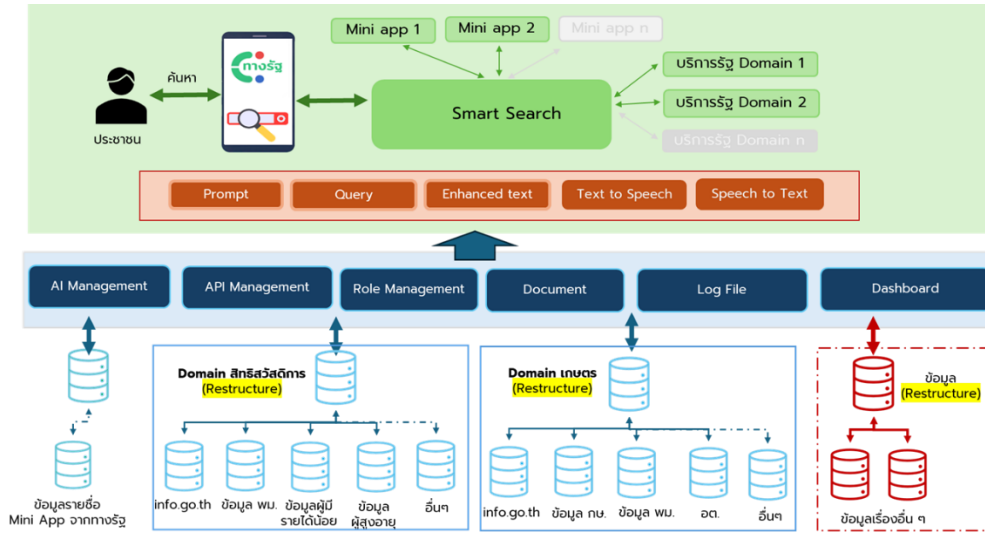 Mini app 1
Mini app 2
Mini app n
ทางรัฐ
ค้นหา
ประชาชน
Smart Search
บริการรัฐ Domain 1
บริการรัฐ Domain 2
บริการรัฐ Domain n
Prompt
Query
Enhanced text
Text to Speech
Speech to Text
AI Management
API Management
Role Management
Document
Log File
Dashboard
Domain สิทธิสวัสดิการ
(Restructure)
Domain เกษตร
(Restructure)
ข้อมูล
(Restructure)
ข้อมูลรายชื่อ
Mini App จากทางรัฐ
info.go.th
ข้อมูล พม.
ข้อมูลผู้มี
รายได้น้อย
ข้อมูล
ผู้สูงอายุ
อื่นๆ
info.go.th
ข้อมูล กษ.
ข้อมูล พม.
อต.
อื่นๆ
ข้อมูลเรื่องอื่น ๆ